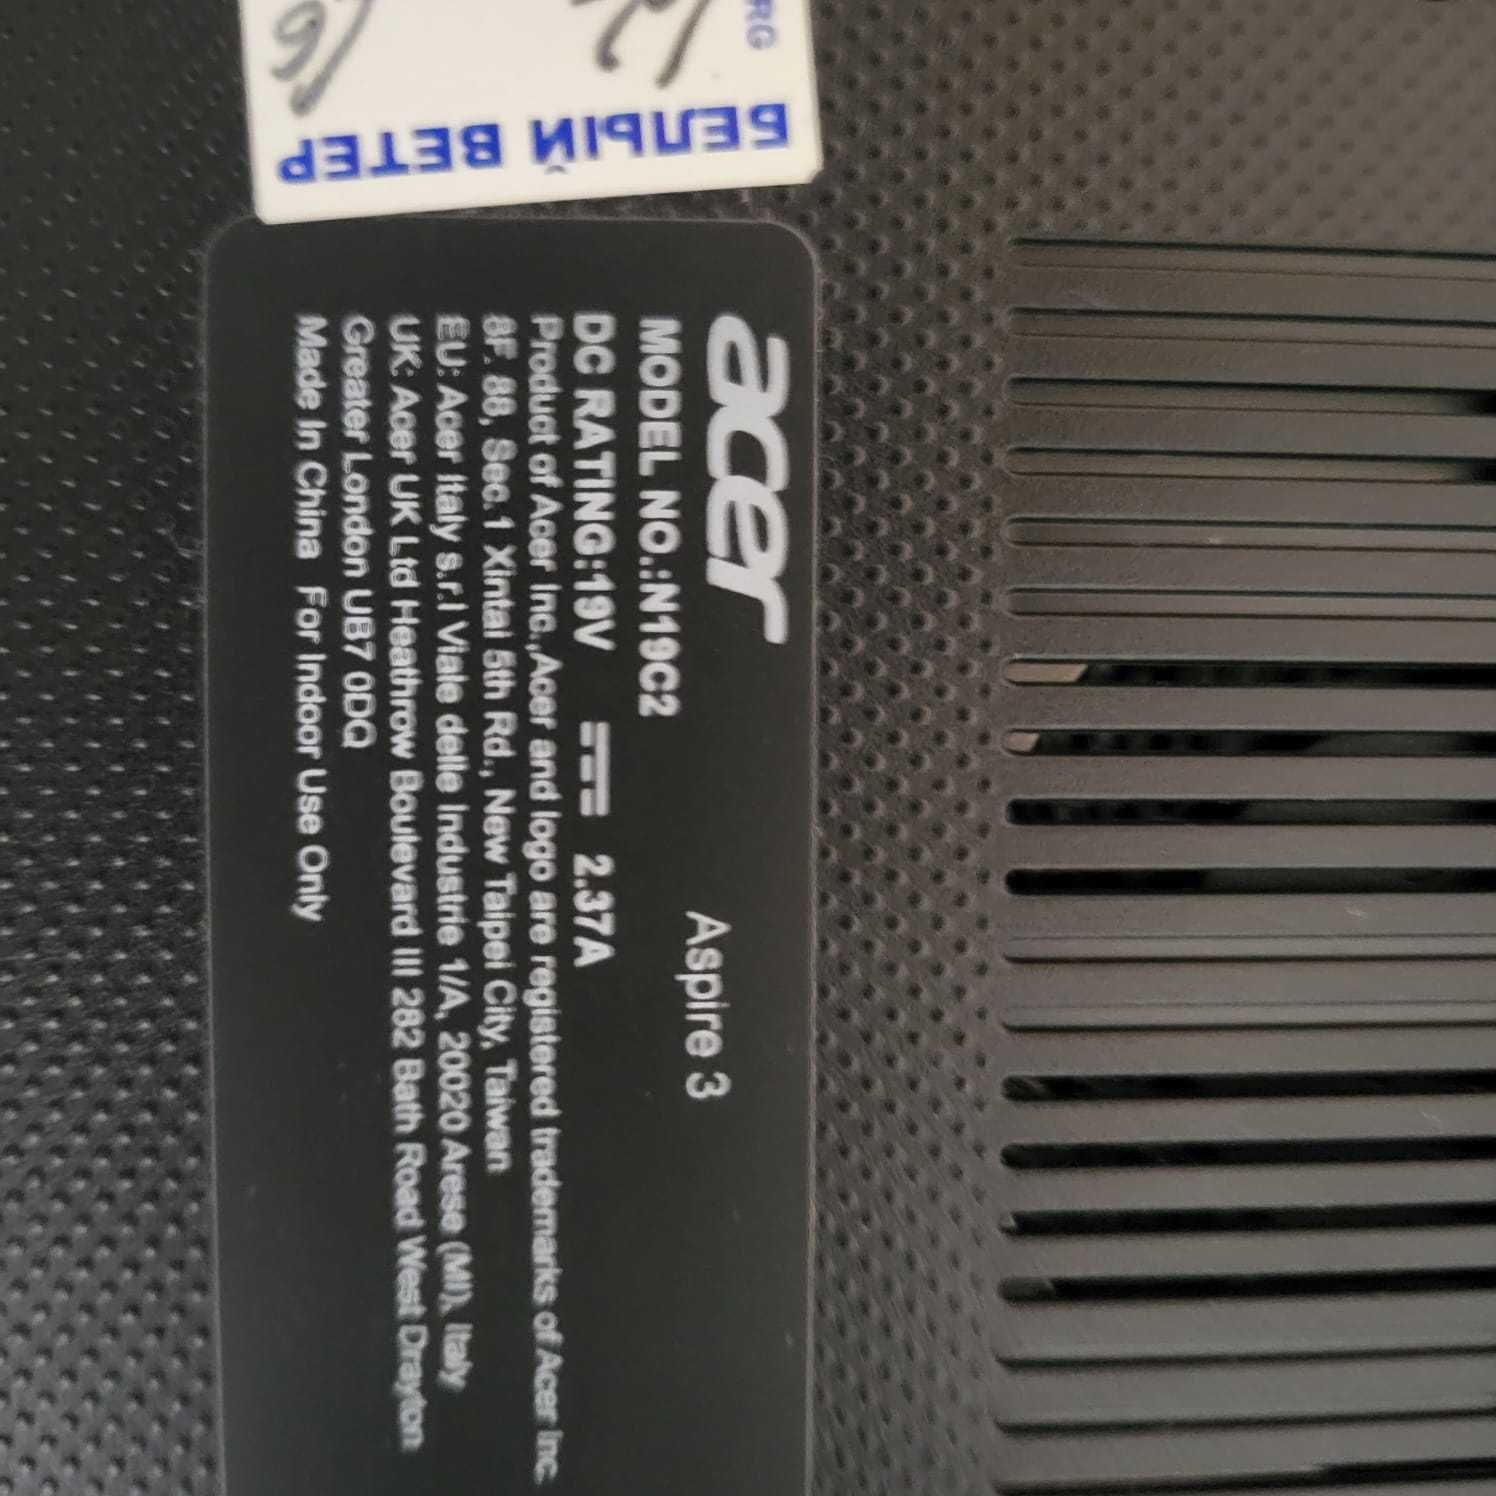 RG
БЕЛЫЙ ВЕТЕР
acer
Aspire 3
MODEL NO.:N19C2
DC RATING:19V ⎓ 2.37A
Product of Acer Inc.,Acer and logo are registered trademarks of Acer Inc
8F. 88, Sec.1 Xintai 5th Rd., New Taipei City, Taiwan
EU: Acer Italy s.r.l Viale delle Industrie 1/A, 20020 Arese (MI), Italy
UK: Acer UK Ltd Heathrow Boulevard III 282 Bath Road West Drayton
Greater London UB7 0DQ
Made In China For Indoor Use Only